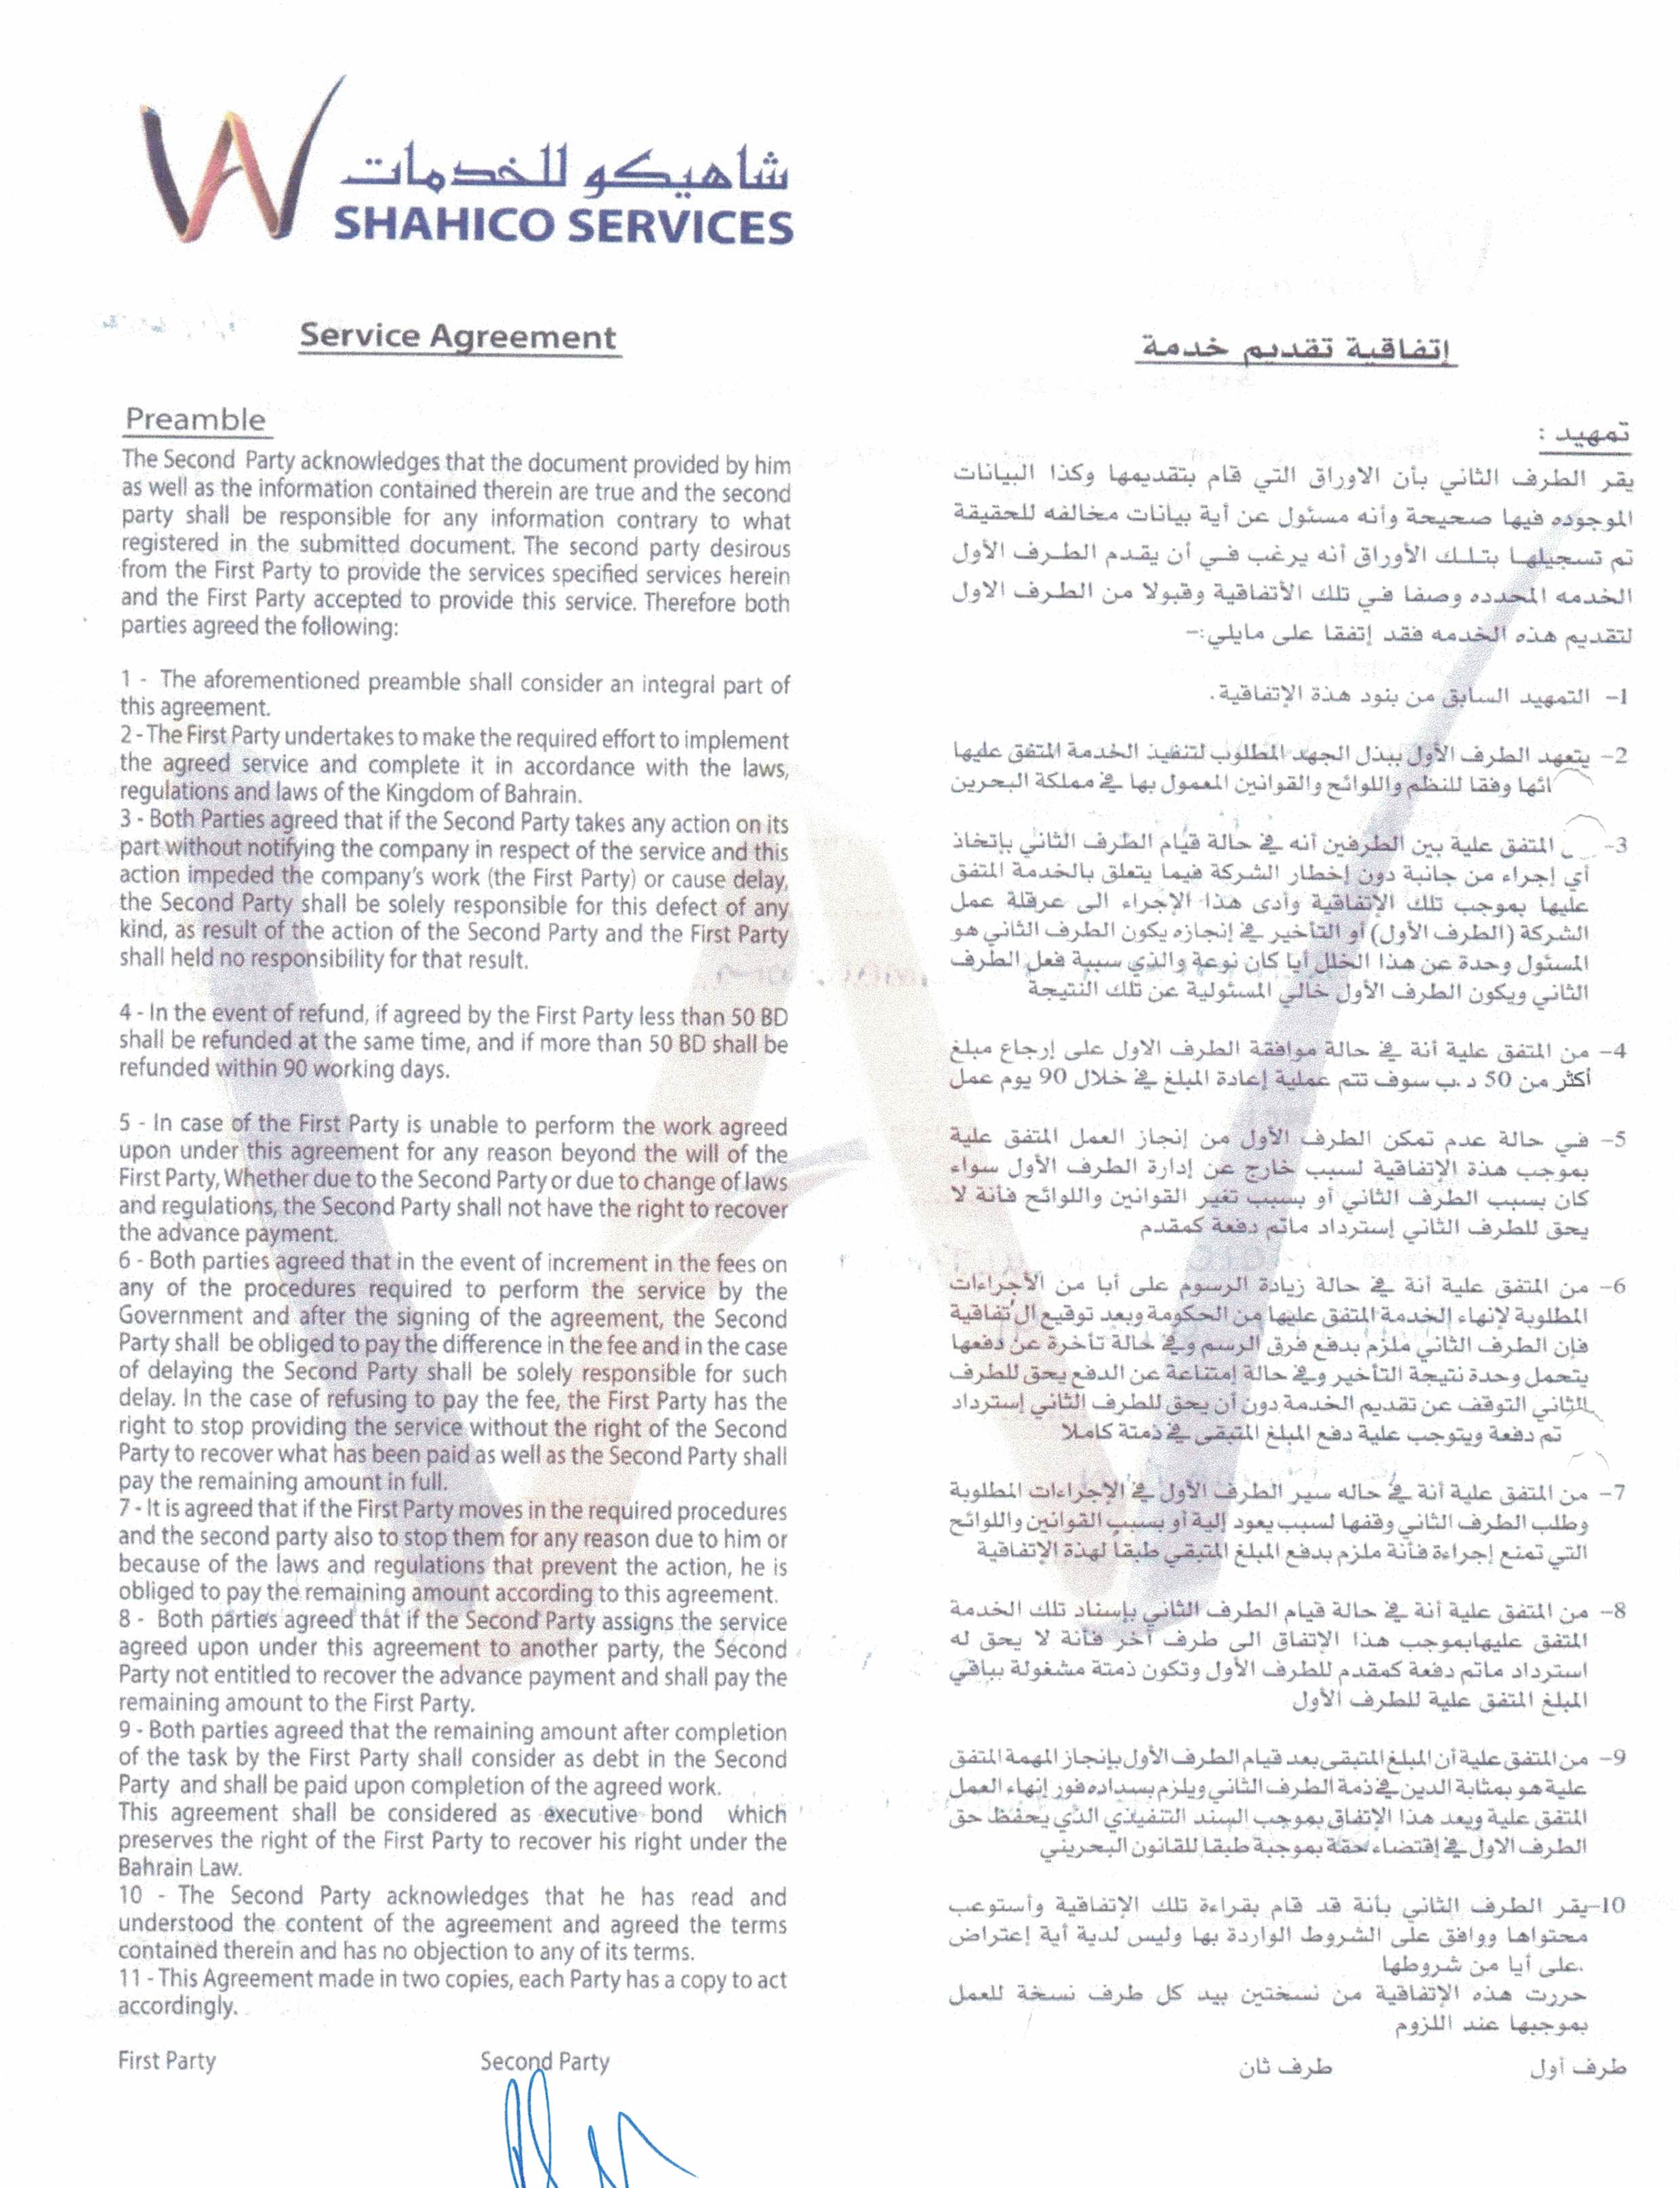 شاهيكو للخدمات
SHAHICO SERVICES
Service Agreement
Preamble
The Second Party acknowledges that the document provided by him
as well as the information contained therein are true and the second
party shall be responsible for any information contrary to what
registered in the submitted document. The second party desirous
from the First Party to provide the services specified services herein
and the First Party accepted to provide this service. Therefore both
parties agreed the following:
1 - The aforementioned preamble shall consider an integral part of
this agreement.
2 - The First Party undertakes to make the required effort to implement
the agreed service and complete it in accordance with the laws,
regulations and laws of the Kingdom of Bahrain.
3 - Both Parties agreed that if the Second Party takes any action on its
part without notifying the company in respect of the service and this
action impeded the company's work (the First Party) or cause delay,
the Second Party shall be solely responsible for this defect of any
kind, as result of the action of the Second Party and the First Party
shall held no responsibility for that result.
4 - In the event of refund, if agreed by the First Party less than 50 BD
shall be refunded at the same time, and if more than 50 BD shall be
refunded within 90 working days.
5 - In case of the First Party is unable to perform the work agreed
upon under this agreement for any reason beyond the will of the
First Party, Whether due to the Second Party or due to change of laws
and regulations, the Second Party shall not have the right to recover
the advance payment.
6 - Both parties agreed that in the event of increment in the fees on
any of the procedures required to perform the service by the
Government and after the signing of the agreement, the Second
Party shall be obliged to pay the difference in the fee and in the case
of delaying the Second Party shall be solely responsible for such
delay. In the case of refusing to pay the fee, the First Party has the
right to stop providing the service without the right of the Second
Party to recover what has been paid as well as the Second Party shall
pay the remaining amount in full.
7 - It is agreed that if the First Party moves in the required procedures
and the second party also to stop them for any reason due to him or
because of the laws and regulations that prevent the action, he is
obliged to pay the remaining amount according to this agreement.
8 - Both parties agreed that if the Second Party assigns the service
agreed upon under this agreement to another party, the Second
Party not entitled to recover the advance payment and shall pay the
remaining amount to the First Party.
9 - Both parties agreed that the remaining amount after completion
of the task by the First Party shall consider as debt in the Second
Party and shall be paid upon completion of the agreed work.
This agreement shall be considered as executive bond which
preserves the right of the First Party to recover his right under the
Bahrain Law.
10 - The Second Party acknowledges that he has read and
understood the content of the agreement and agreed the terms
contained therein and has no objection to any of its terms.
11 - This Agreement made in two copies, each Party has a copy to act
accordingly.
First Party Second Party
إتفاقية تقديم خدمة
تمهيد :
يقر الطرف الثاني بأن الاوراق التي قام بتقديمها وكذا البيانات
الموجوده فيها صحيحة وأنه مسئول عن أية بيانات مخالفه للحقيقة
تم تسجيلها بتلك الأوراق أنه يرغب في أن يقدم الطرف الأول
الخدمه المحدده وصفا في تلك الأتفاقية وقبولا من الطرف الاول
لتقديم هذه الخدمه فقد إتفقا على مايلي:-
1- التمهيد السابق من بنود هذة الإتفاقية.
2- يتعهد الطرف الأول ببذل الجهد المطلوب لتنفيذ الخدمة المتفق عليها
ائها وفقا للنظم واللوائح والقوانين المعمول بها في مملكة البحرين
3- المتفق علية بين الطرفين أنه في حالة قيام الطرف الثاني بإتخاذ
أي إجراء من جانبة دون إخطار الشركة فيما يتعلق بالخدمة المتفق
عليها بموجب تلك الإتفاقية وأدى هذا الإجراء الى عرقلة عمل
الشركة (الطرف الأول) أو التأخير في إنجازه يكون الطرف الثاني هو
المسئول وحدة عن هذا الخلل أيا كان نوعة والذي سببة فعل الطرف
الثاني ويكون الطرف الأول خالي المسئولية عن تلك النتيجة
4- من المتفق علية أنة في حالة موافقة الطرف الاول على إرجاع مبلغ
أكثر من 50 د.ب سوف تتم عملية إعادة المبلغ في خلال 90 يوم عمل
5- في حالة عدم تمكن الطرف الأول من إنجاز العمل المتفق علية
بموجب هذة الإتفاقية لسبب خارج عن إدارة الطرف الأول سواء
كان بسبب الطرف الثاني أو بسبب تغير القوانين واللوائح فأنة لا
يحق للطرف الثاني إسترداد ماتم دفعة كمقدم
6- من المتفق علية أنة في حالة زيادة الرسوم على أبا من الأجراءات
المطلوبة لإنهاء الخدمة المتفق عليها من الحكومة وبعد توقيع الإتفاقية
فإن الطرف الثاني ملزم بدفع فرق الرسم وفي حالة تأخرة عن دفعها
يتحمل وحدة نتيجة التأخير وفي حالة إمتناعة عن الدفع يحق للطرف
الثاني التوقف عن تقديم الخدمة دون أن يحق للطرف الثاني إسترداد
تم دفعة ويتوجب علية دفع المبلغ المتبقى في ذمتة كاملا
7- من المتفق علية أنة في حاله سير الطرف الأول في الإجراءات المطلوبة
وطلب الطرف الثاني وقفها لسبب يعود إلية أو بسبب القوانين واللوائح
التي تمنع إجراءة فأنة ملزم بدفع المبلغ المتبقي طبقاً لهذة الإتفاقية
8- من المتفق علية أنة في حالة قيام الطرف الثاني بإسناد تلك الخدمة
المتفق عليهابموجب هذا الإتفاق الى طرف آخر فأنة لا يحق له
استرداد ماتم دفعة كمقدم للطرف الأول وتكون ذمتة مشغولة بباقي
المبلغ المتفق علية للطرف الأول
9- من المتفق علية أن المبلغ المتبقى بعد قيام الطرف الأول بإنجاز المهمة المتفق
علية هو بمثابة الدين في ذمة الطرف الثاني ويلزم بسداده فور إنهاء العمل
المتفق علية ويعد هذا الإتفاق بموجب السند التنفيذي الذي يحفظ حق
الطرف الاول في إقتضاء حقة بموجبة طبقا للقانون البحريني
10-يقر الطرف الثاني بأنة قد قام بقراءة تلك الإتفاقية وأستوعب
محتواها ووافق على الشروط الواردة بها وليس لدية أية إعتراض
.على أيا من شروطها
حررت هذه الإتفاقية من نسختين بيد كل طرف نسخة للعمل
بموجبها عند اللزوم
طرف أول طرف ثان